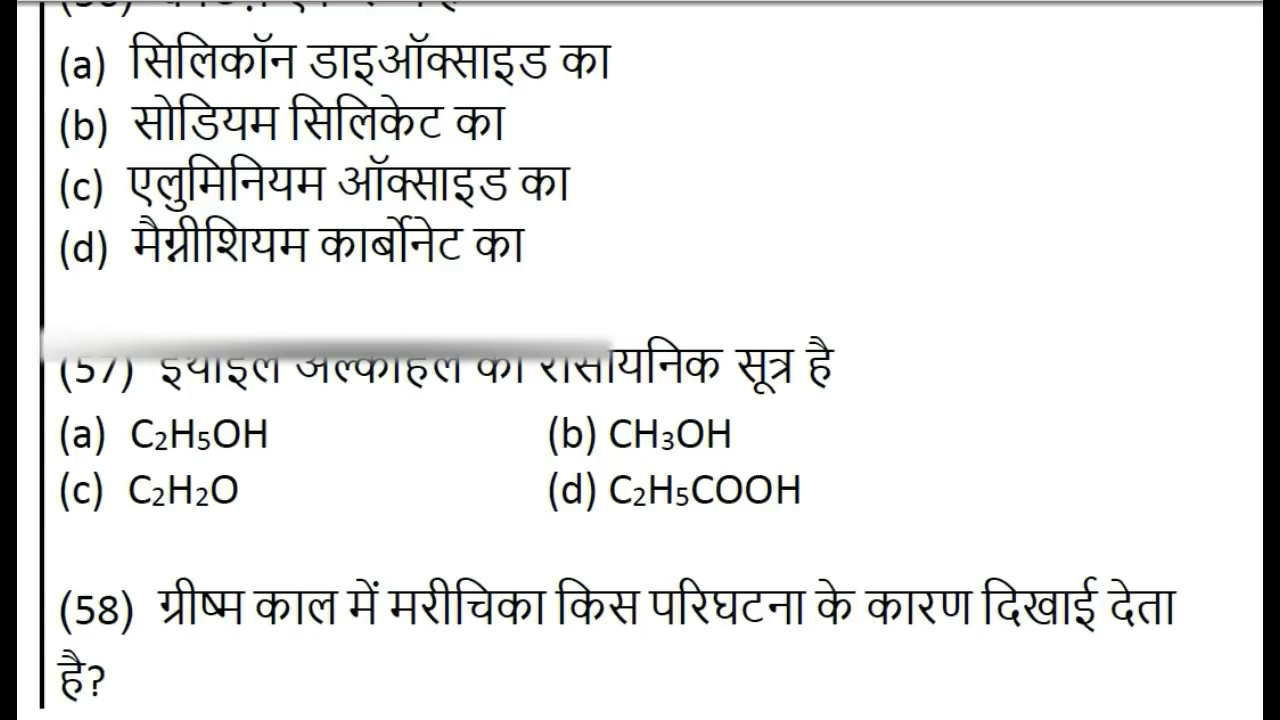 (a) सिलिकॉन डाइऑक्साइड का
(b) सोडियम सिलिकेट का
(c) एलुमिनियम ऑक्साइड का
(d) मैग्नीशियम कार्बोनेट का
(57) इथाइल अल्कोहल का रासायनिक सूत्र है
(a) C₂H₅OH (b) CH₃OH
(c) C₂H₂O (d) C₂H₅COOH
(58) ग्रीष्म काल में मरीचिका किस परिघटना के कारण दिखाई देता
है?